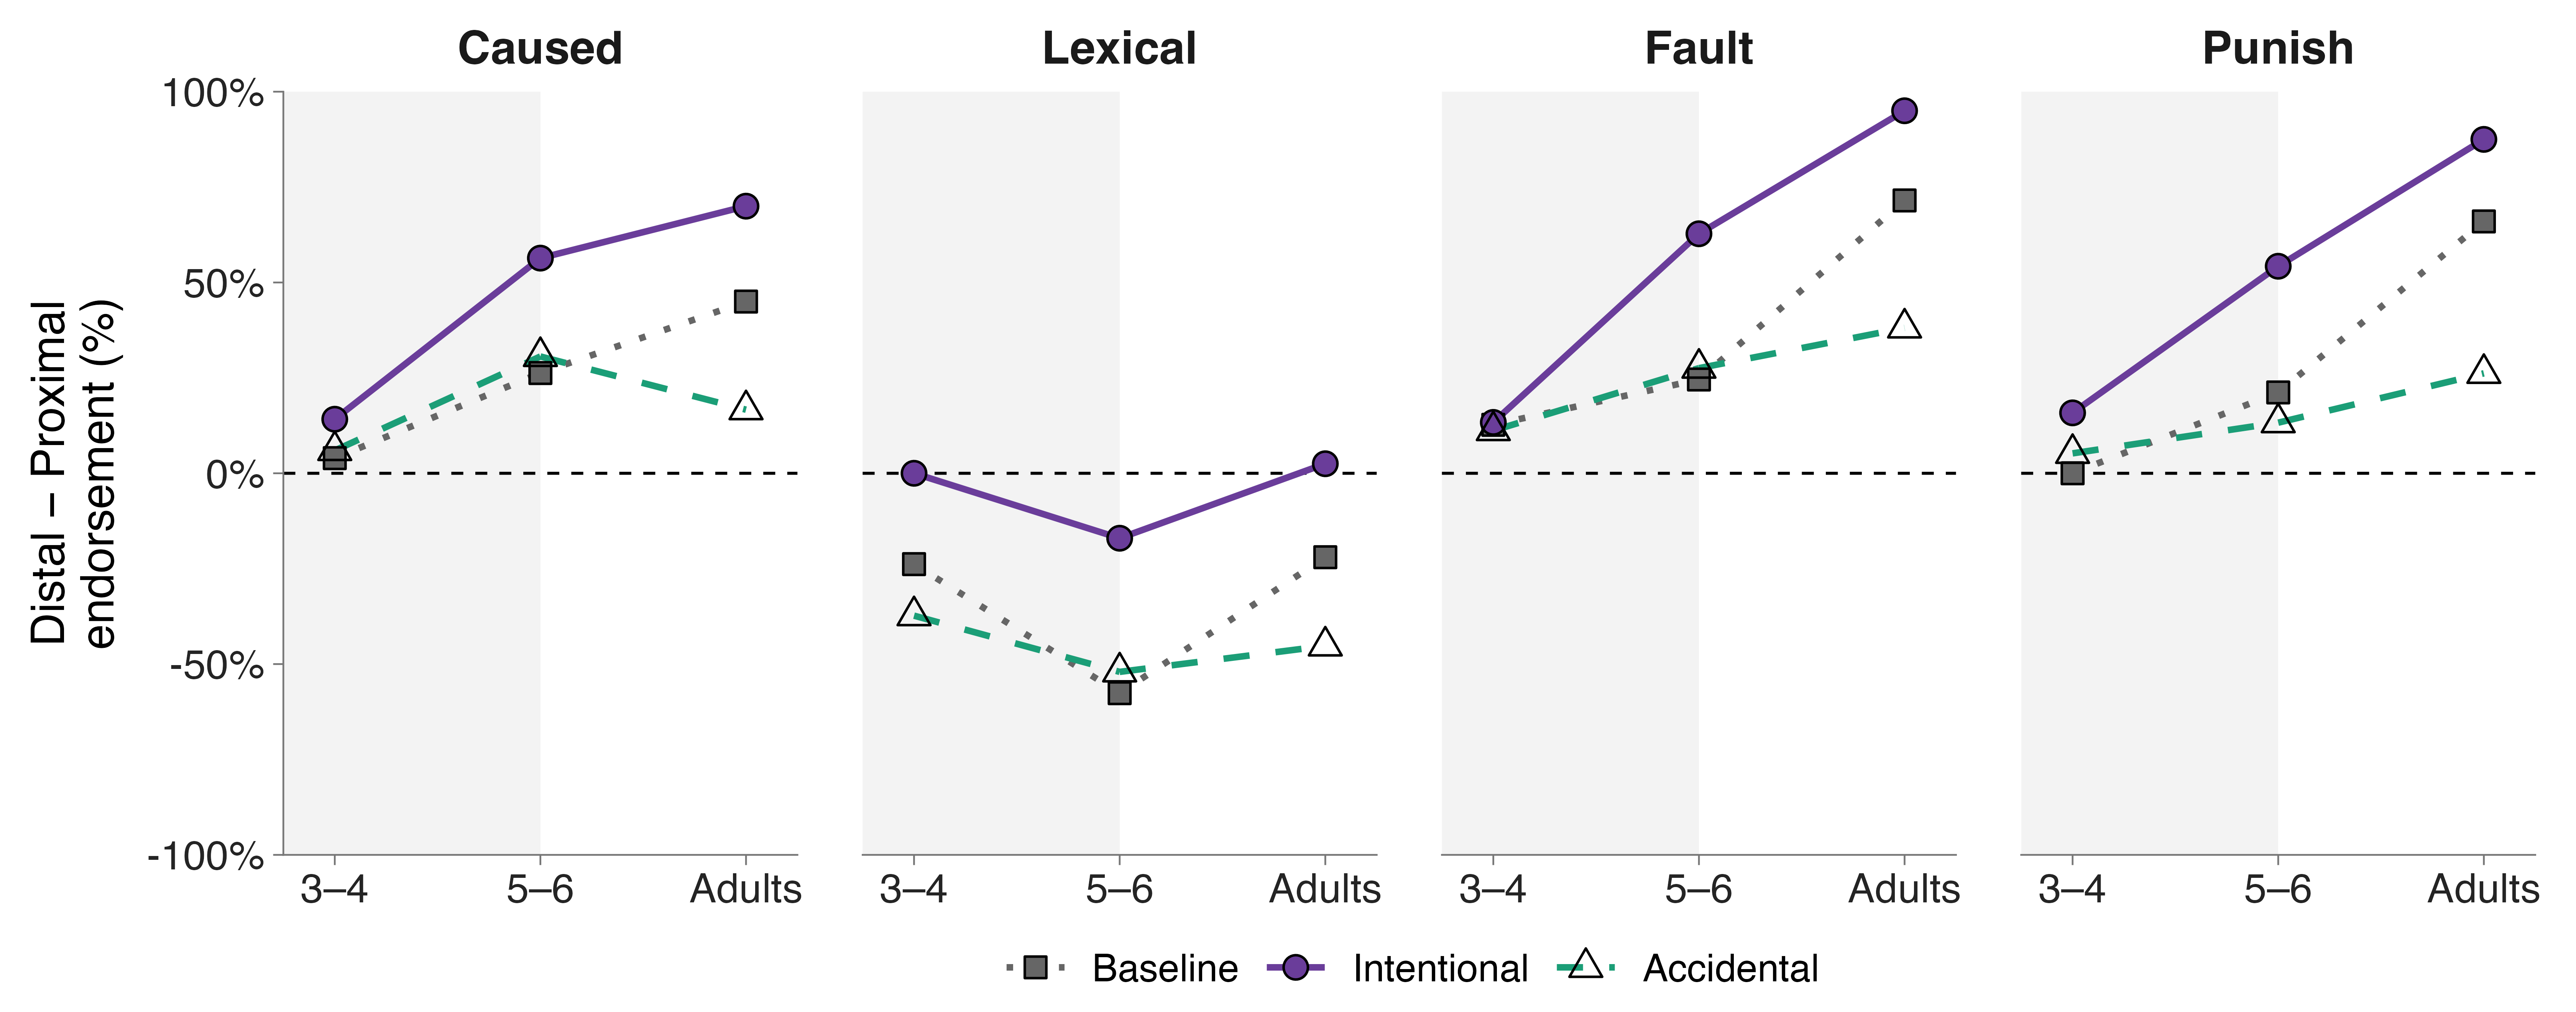 Caused Lexical Fault Punish
Distal – Proximal
endorsement (%)
100%
50%
0%
-50%
-100%
3–4 5–6 Adults 3–4 5–6 Adults 3–4 5–6 Adults 3–4 5–6 Adults
Baseline Intentional Accidental